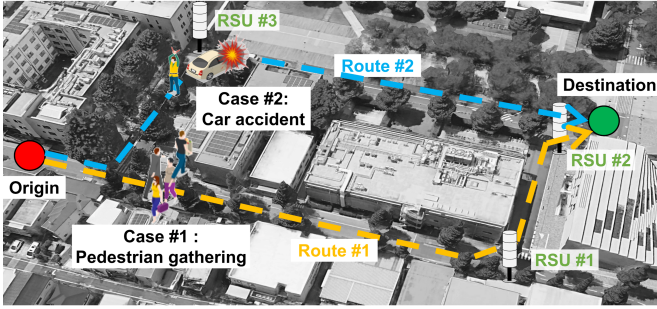 RSU #3
Route #2
Destination
Case #2:
Car accident
RSU #2
Origin
Case #1 :
Pedestrian gathering
Route #1
RSU #1